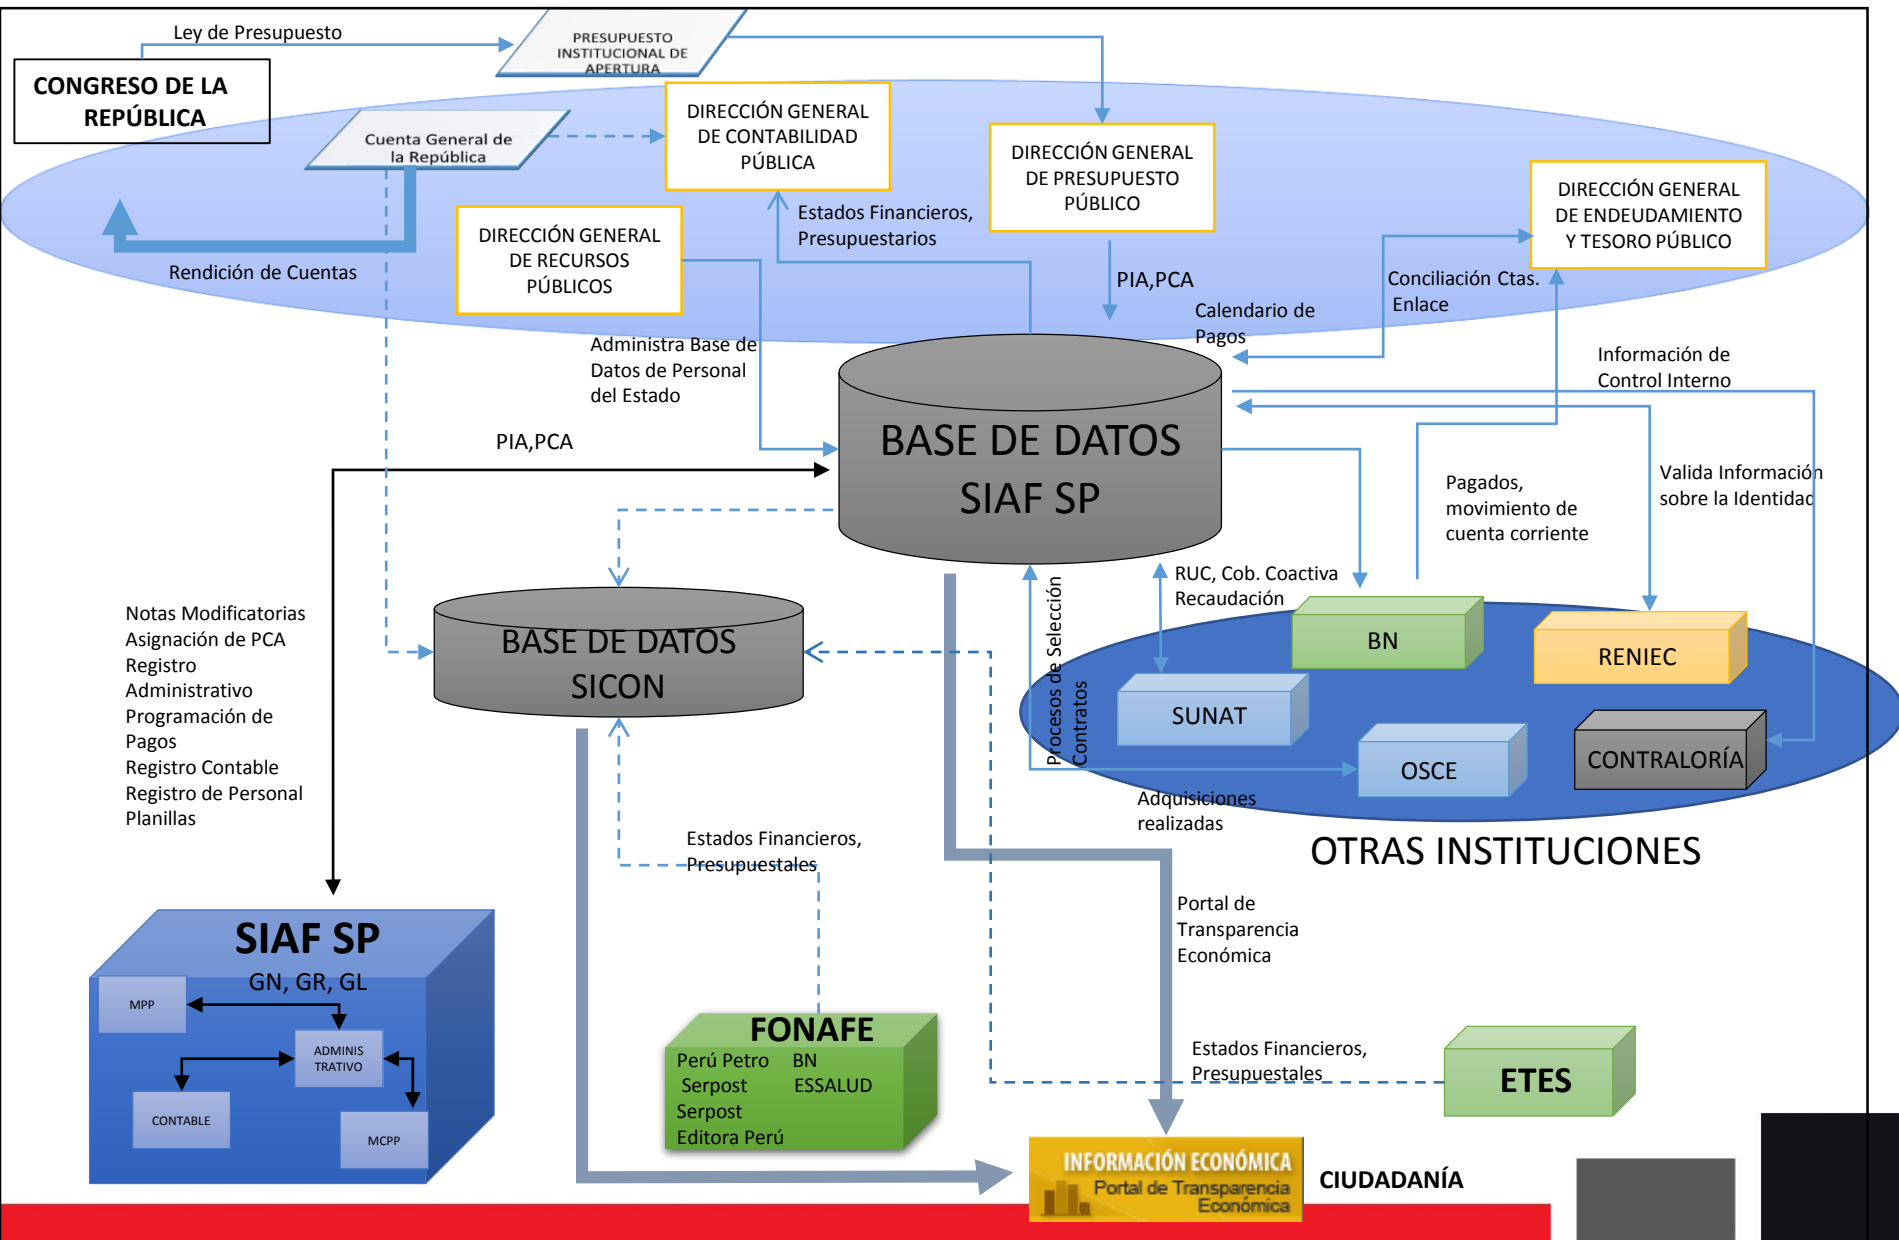 Ley de Presupuesto
PRESUPUESTO
INSTITUCIONAL DE
APERTURA
CONGRESO DE LA
REPÚBLICA
Cuenta General de
la República
DIRECCIÓN GENERAL
DE CONTABILIDAD
PÚBLICA
DIRECCIÓN GENERAL
DE PRESUPUESTO
PÚBLICO
DIRECCIÓN GENERAL
DE ENDEUDAMIENTO
Y TESORO PÚBLICO
DIRECCIÓN GENERAL
DE RECURSOS
PÚBLICOS
Estados Financieros,
Presupuestarios
Rendición de Cuentas
PIA,PCA
Conciliación Ctas.
Enlace
Calendario de
Pagos
Administra Base de
Datos de Personal
del Estado
Información de
Control Interno
PIA,PCA
BASE DE DATOS
SIAF SP
Pagados,
movimiento de
cuenta corriente
Valida Información
sobre la Identidad
RUC, Cob. Coactiva
Recaudación
Procesos de Selección
Contratos
Notas Modificatorias
Asignación de PCA
Registro
Administrativo
Programación de
Pagos
Registro Contable
Registro de Personal
Planillas
BASE DE DATOS
SICON
BN
RENIEC
SUNAT
OSCE
CONTRALORÍA
Adquisiciones
realizadas
OTRAS INSTITUCIONES
Estados Financieros,
Presupuestales
Portal de
Transparencia
Económica
SIAF SP
GN, GR, GL
MPP
ADMINIS
TRATIVO
CONTABLE
MCPP
FONAFE
Perú Petro BN
Serpost ESSALUD
Serpost
Editora Perú
Estados Financieros,
Presupuestales
ETES
INFORMACIÓN ECONÓMICA
Portal de Transparencia
Económica
CIUDADANÍA